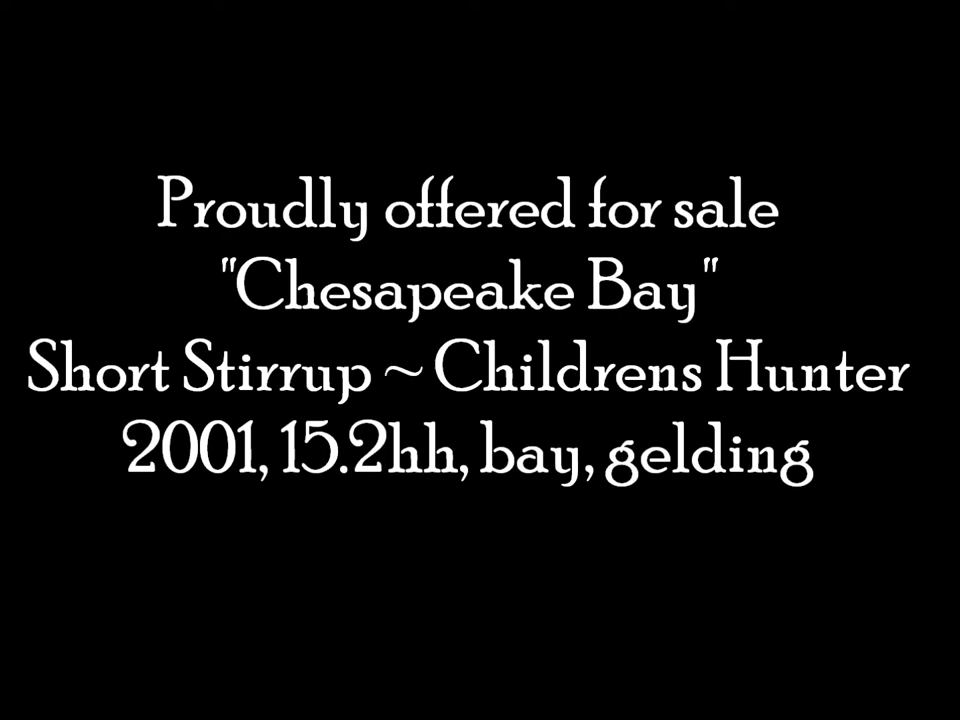 Proudly offered for sale
"Chesapeake Bay"
Short Stirrup ~ Childrens Hunter
2001, 15.2hh, bay, gelding